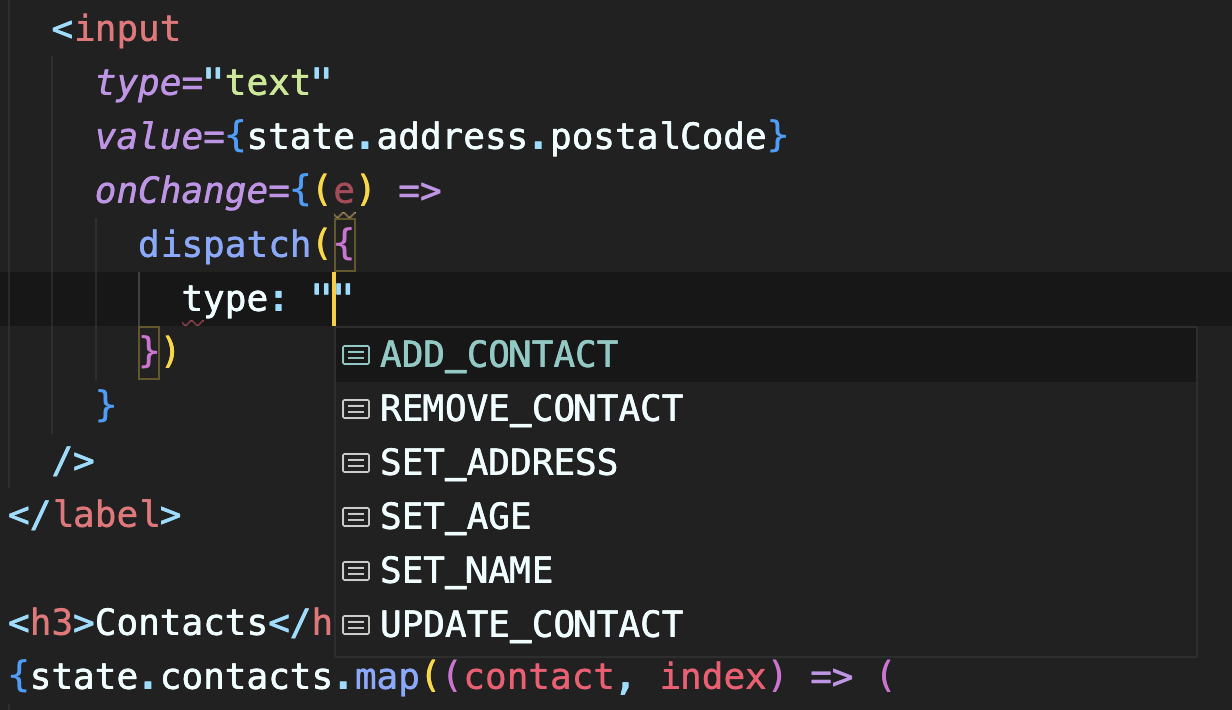 <input
type="text"
value={state.address.postalCode}
onChange={(e) =>
dispatch({
type: ""
})
ADD_CONTACT
}
REMOVE_CONTACT
/>
SET_ADDRESS
</label>
SET_AGE
SET_NAME
<h3>Contacts</h
UPDATE_CONTACT
{state.contacts.map((contact, index) => (